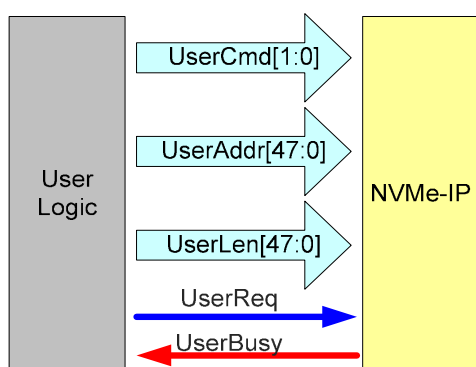 UserCmd[1:0]
UserAddr[47:0]
User
Logic
NVMe-IP
UserLen[47:0]
UserReq
UserBusy